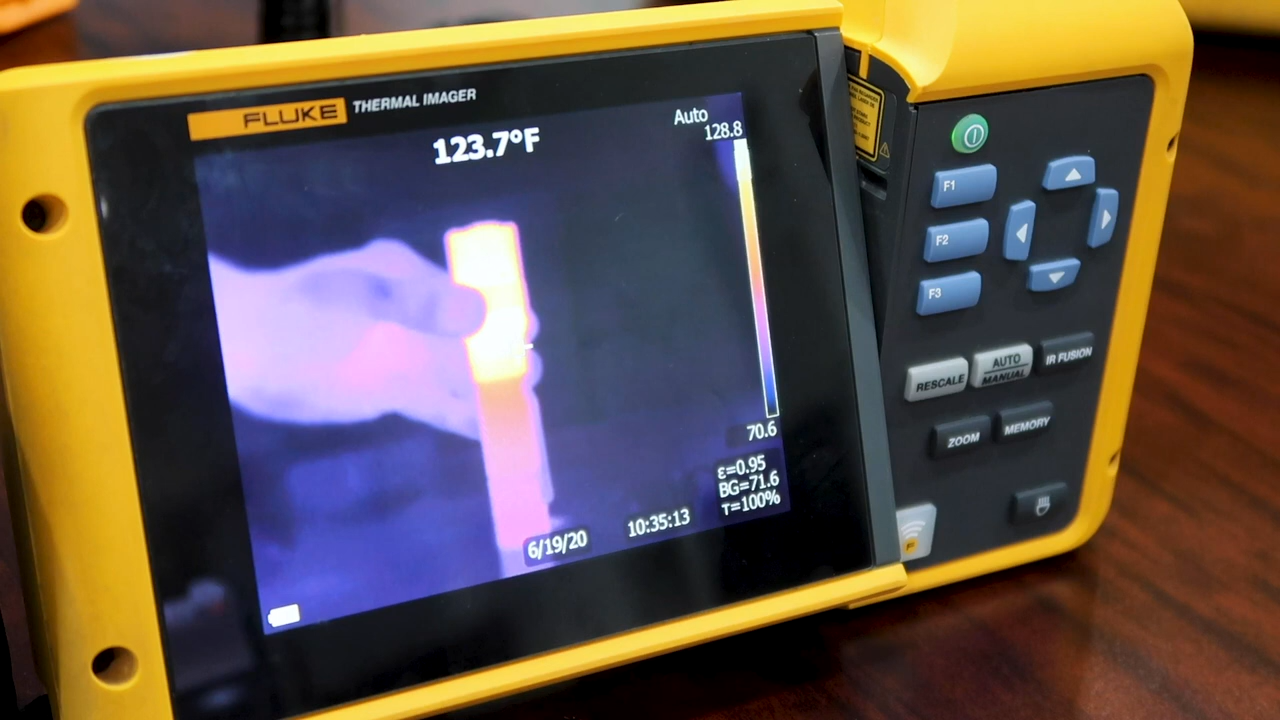 FLUKE THERMAL IMAGER
123.7°F
Auto
128.8
70.6
ε=0.95
BG=71.6
τ=100%
6/19/20
10:35:13
F1
F2
F3
RESCALE
AUTO
MANUAL
IR FUSION
ZOOM
MEMORY